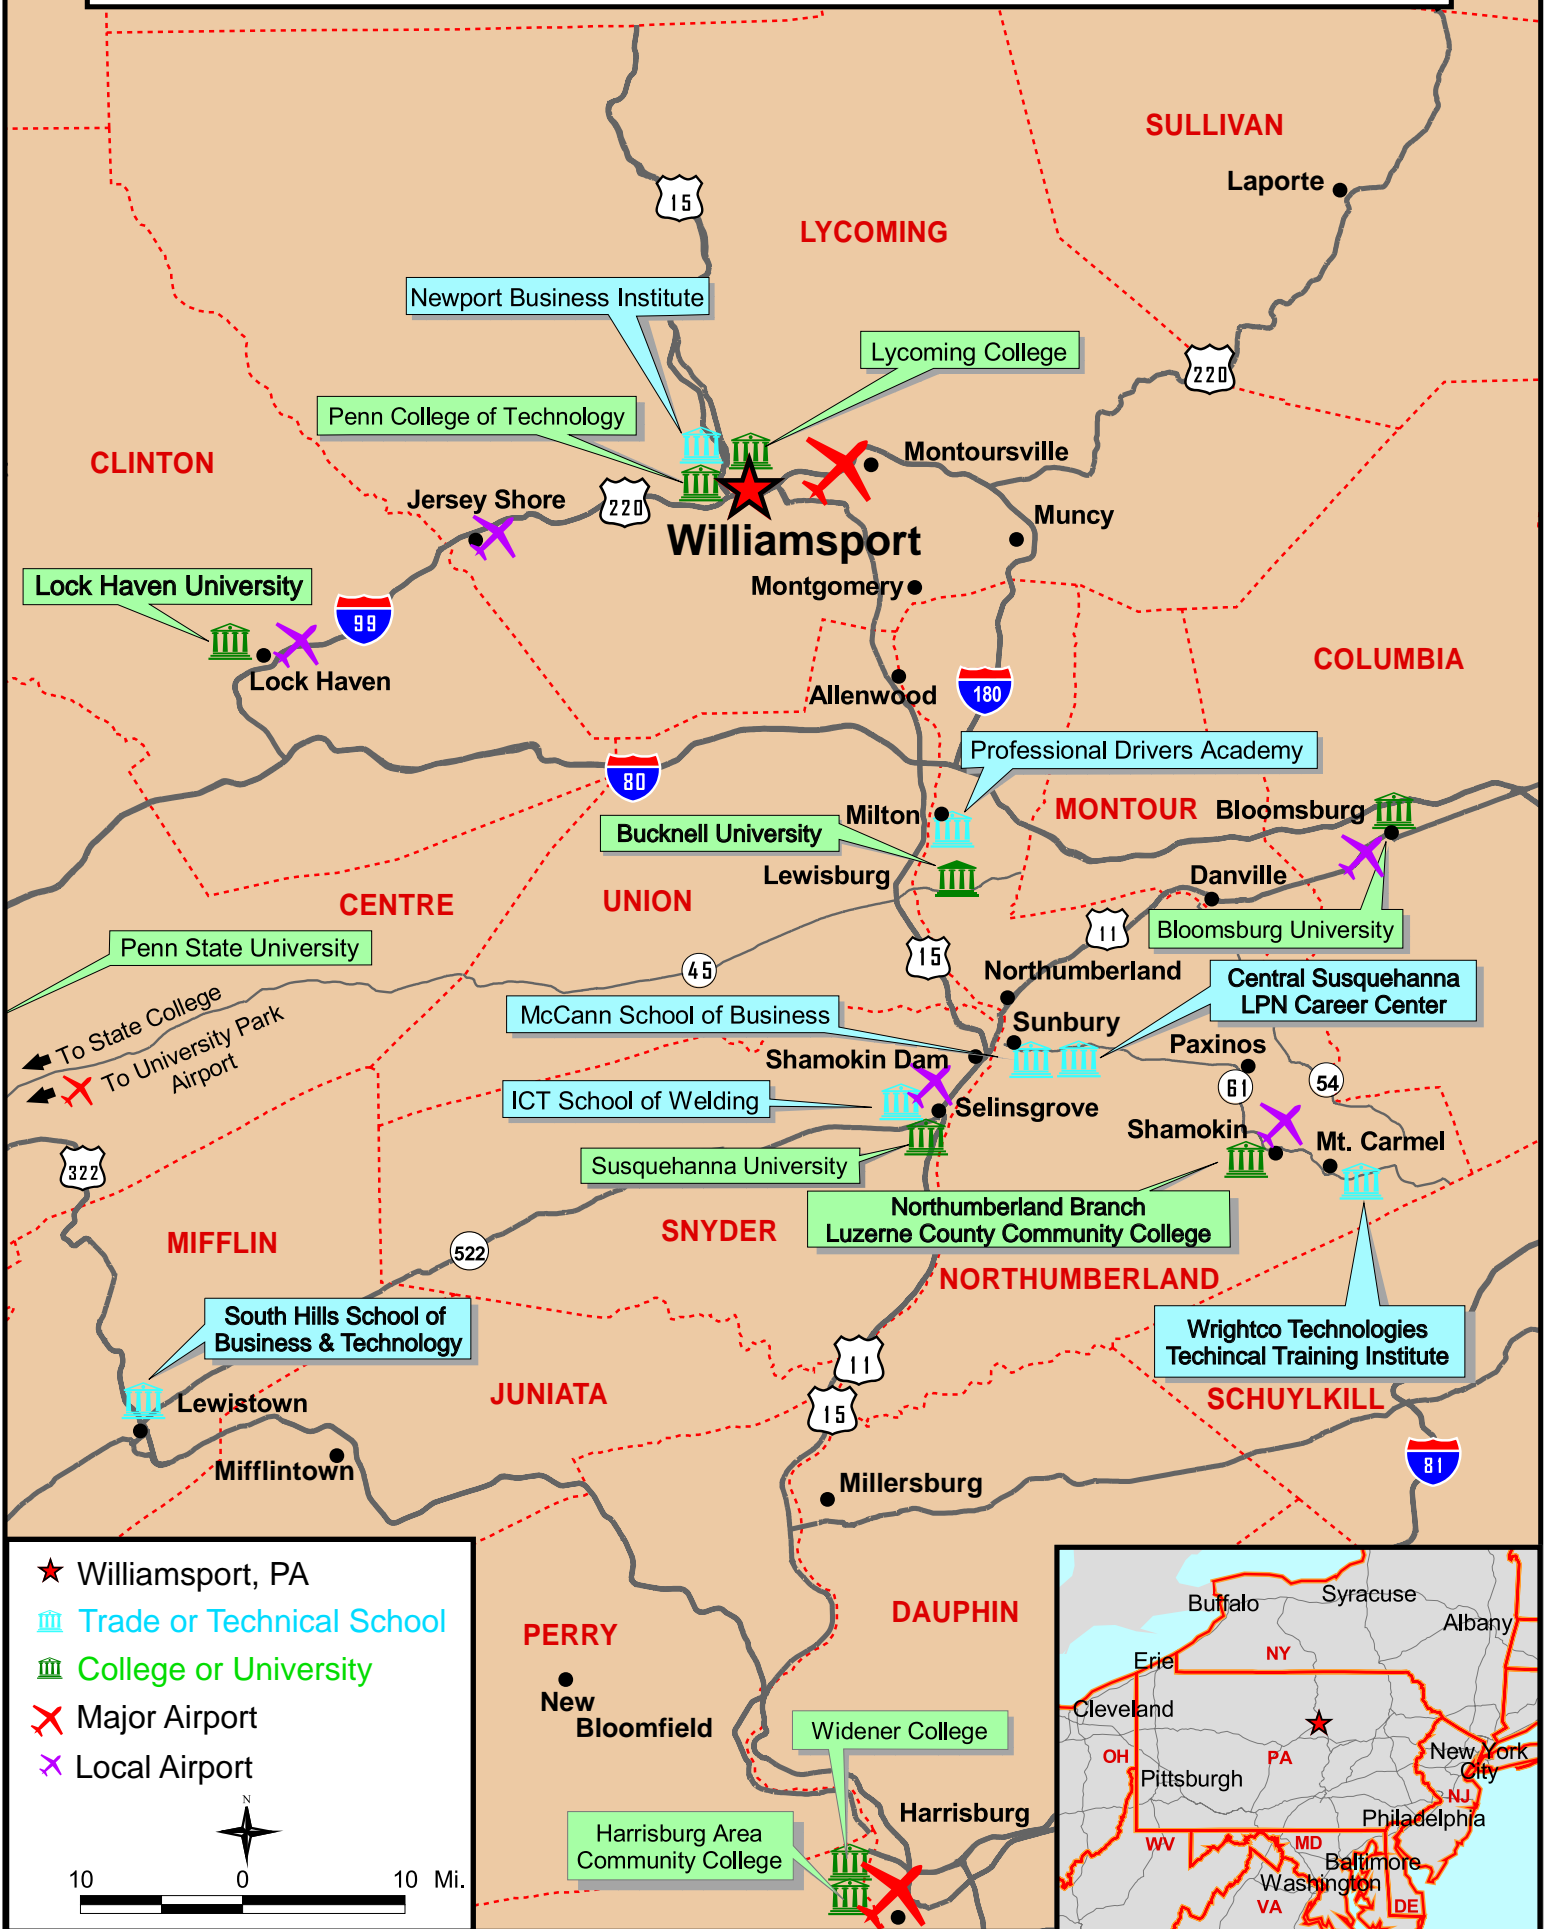 SULLIVAN
Laporte
15
LYCOMING
Newport Business Institute
Lycoming College
220
Penn College of Technology
CLINTON
Montoursville
Jersey Shore
220
Muncy
Williamsport
Montgomery
Lock Haven University
99
COLUMBIA
Lock Haven
Allenwood
180
Professional Drivers Academy
80
MONTOUR
Bloomsburg
Milton
Bucknell University
Lewisburg
Danville
CENTRE
UNION
11
Bloomsburg University
Penn State University
15
45
Northumberland
Central Susquehanna
LPN Career Center
To State College
McCann School of Business
Sunbury
To University Park
Airport
Shamokin Dam
Paxinos
61
54
ICT School of Welding
Selinsgrove
Shamokin
Mt. Carmel
322
Susquehanna University
Northumberland Branch
Luzerne County Community College
MIFFLIN
SNYDER
522
NORTHUMBERLAND
South Hills School of
Business & Technology
Wrightco Technologies
Techincal Training Institute
11
JUNIATA
15
SCHUYLKILL
Lewistown
81
Mifflintown
Millersburg
Williamsport, PA
Trade or Technical School
College or University
Major Airport
Local Airport
N
10 0 10 Mi.
PERRY
DAUPHIN
New
Bloomfield
Widener College
Harrisburg
Harrisburg Area
Community College
Buffalo
Syracuse
Albany
Erie
NY
Cleveland
OH
PA
New York
City
Pittsburgh
NJ
Philadelphia
WV
MD
Baltimore
Washington
VA
DE